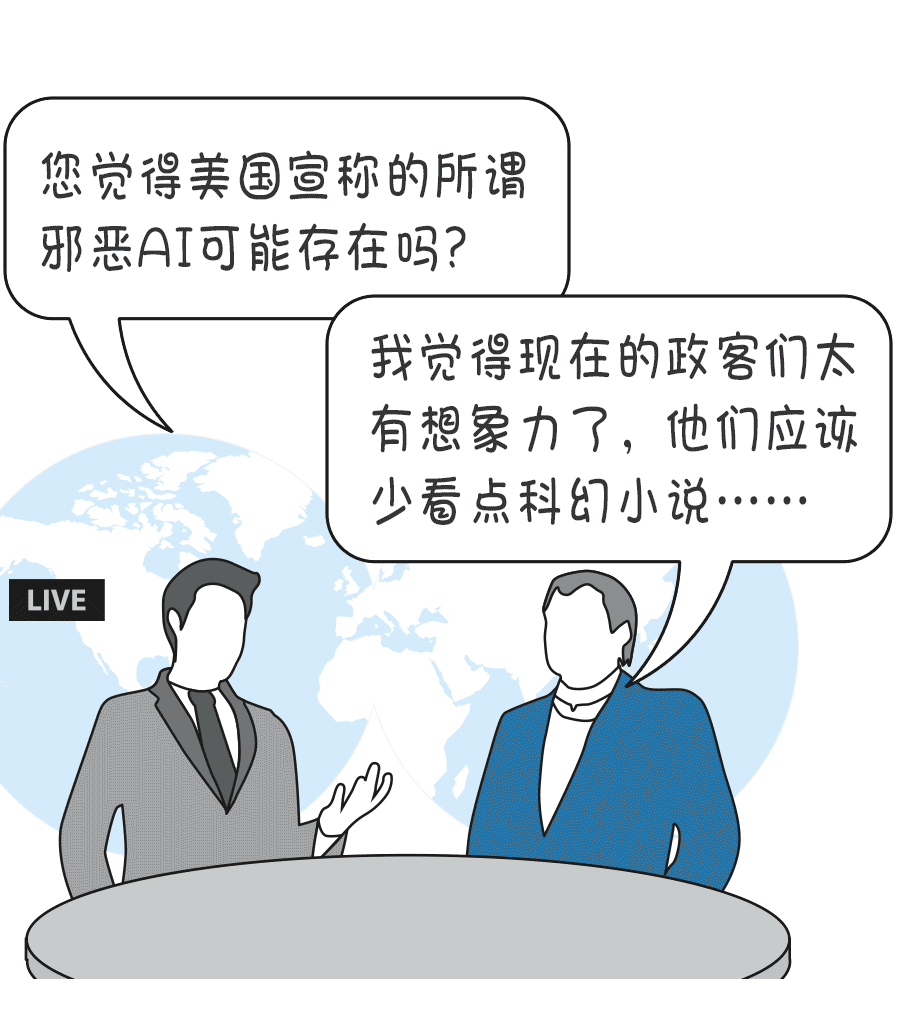 您觉得美国宣称的所谓
邪恶AI可能存在吗？
我觉得现在的政客们太
有想象力了，他们应该
少看点科幻小说……
LIVE